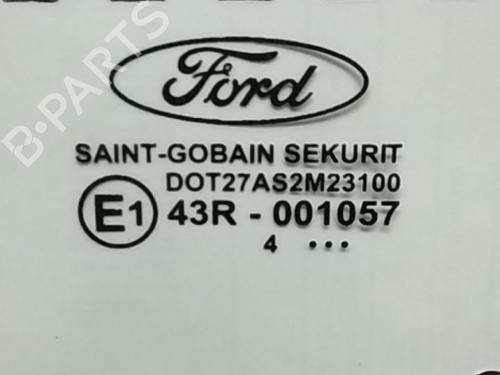 B-PARTS
Ford
SAINT-GOBAIN SEKURIT
DOT27AS2M23100
E1 43R - 001057
4 ...